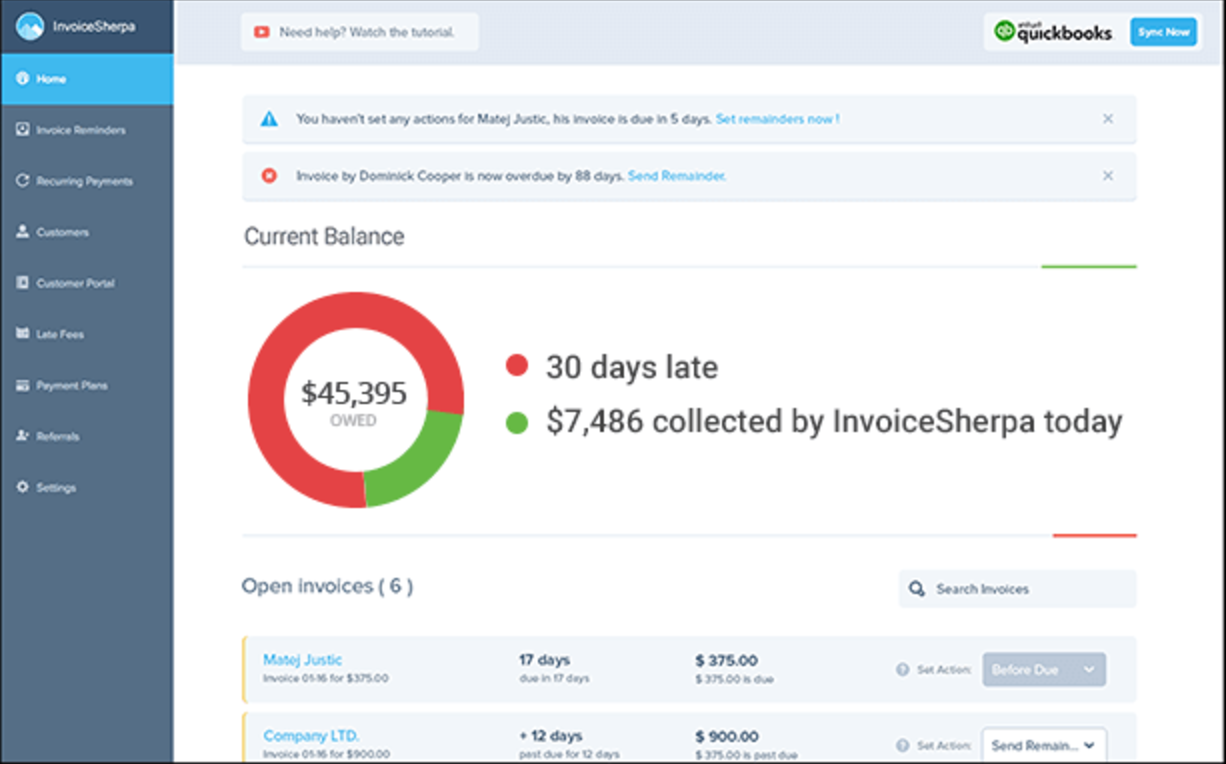 InvoiceSherpa
Need help? Watch the tutorial.
intuit quickbooks
Sync Now
Home
Invoice Reminders
Recurring Payments
Customers
Customer Portal
Late Fees
Payment Plans
Referrals
Settings
You haven't set any actions for Matej Justic, his invoice is due in 5 days. Set remainders now !
Invoice by Dominick Cooper is now overdue by 88 days. Send Remainder.
Current Balance
$45,395
OWED
30 days late
$7,486 collected by InvoiceSherpa today
Open invoices ( 6 )
Search Invoices
Matej Justic
Invoice 01-16 for $375.00
17 days
due in 17 days
$ 375.00
$ 375.00 is due
Set Action:
Before Due
Company LTD.
Invoice 01-16 for $900.00
+ 12 days
past due for 12 days
$ 900.00
$ 375.00 is past due
Set Action:
Send Remain...